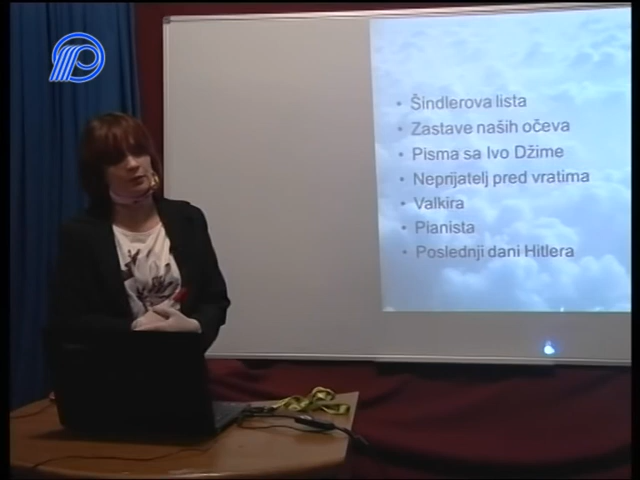 • Šindlerova lista
• Zastave naših očeva
• Pisma sa Ivo Džime
• Neprijatelj pred vratima
• Valkira
• Pianista
• Poslednji dani Hitlera